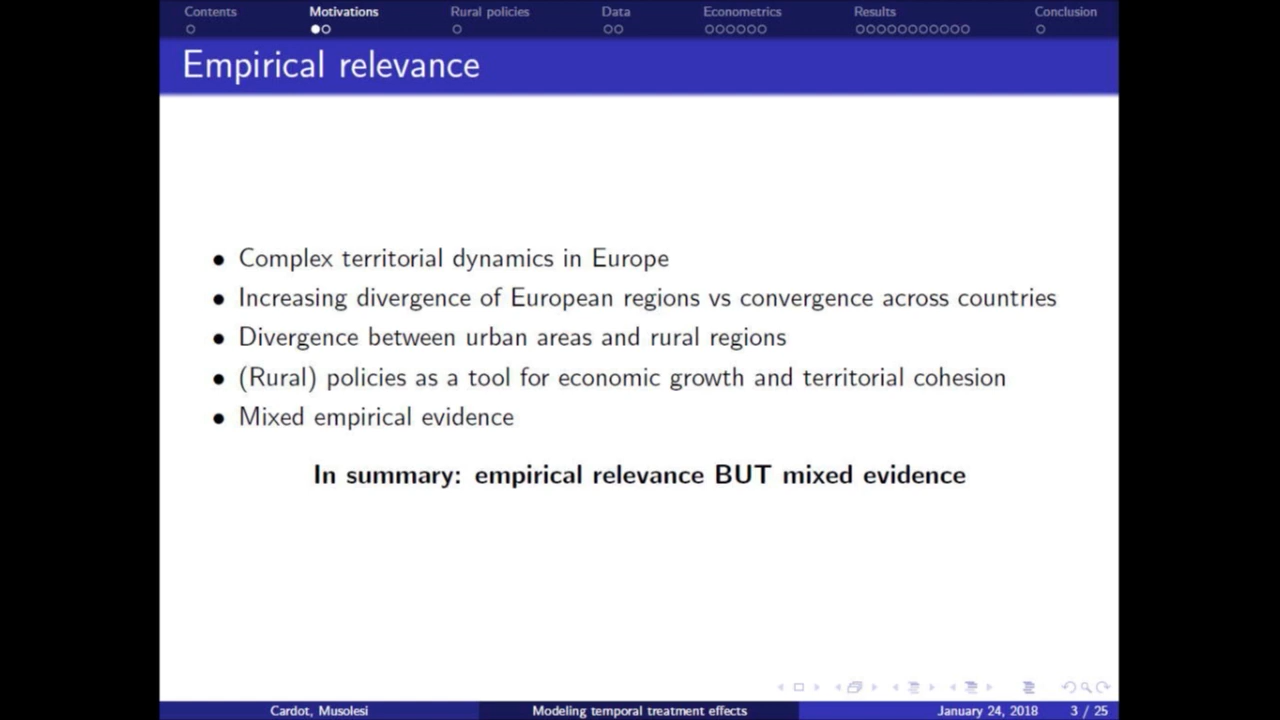 Contents Motivations Rural policies Data Econometrics Results Conclusion
Empirical relevance
• Complex territorial dynamics in Europe
• Increasing divergence of European regions vs convergence across countries
• Divergence between urban areas and rural regions
• (Rural) policies as a tool for economic growth and territorial cohesion
• Mixed empirical evidence
In summary: empirical relevance BUT mixed evidence
Cardot, Musolesi Modeling temporal treatment effects January 24, 2018 3 / 25